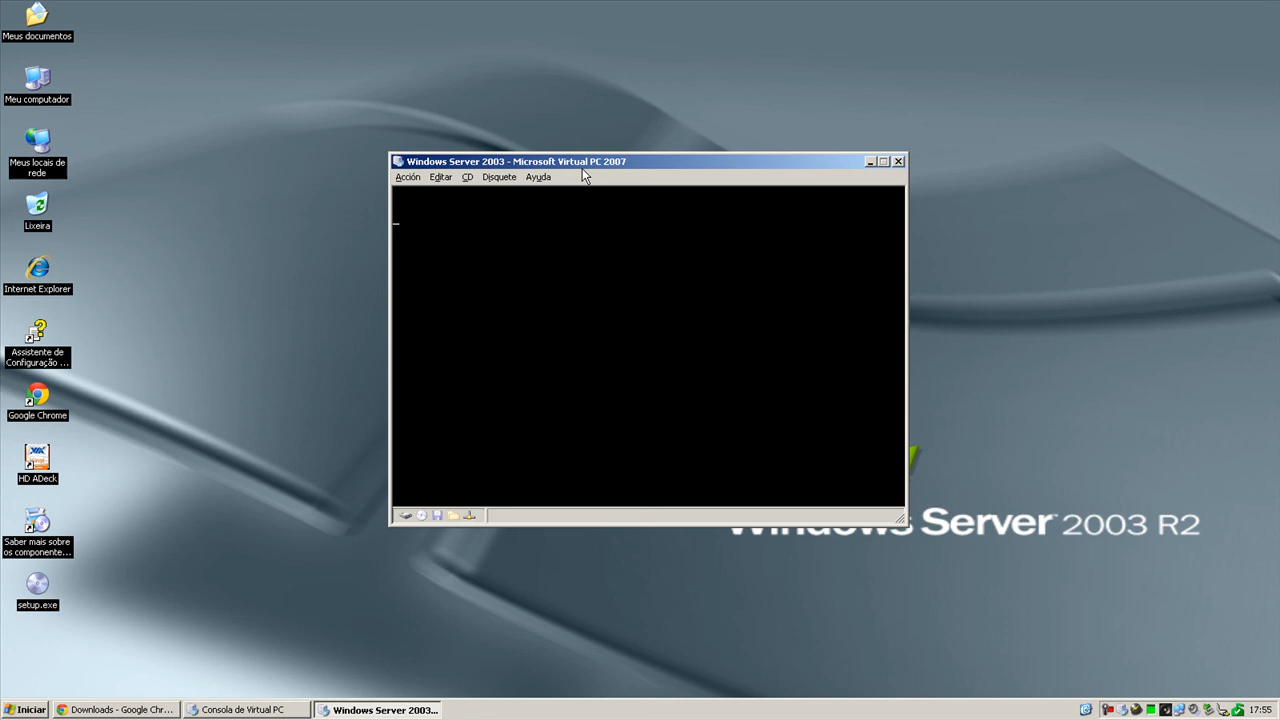 Meus documentos
Meu computador
Meus locais de
rede
Lixeira
Internet Explorer
Assistente de
Configuração ...
Google Chrome
HD ADeck
Saber mais sobre
os componente...
setup.exe
Windows Server 2003 - Microsoft Virtual PC 2007
Acción Editar CD Disquete Ayuda
Windows Server 2003 R2
Iniciar Downloads - Google Chr... Consola de Virtual PC Windows Server 2003... 17:55